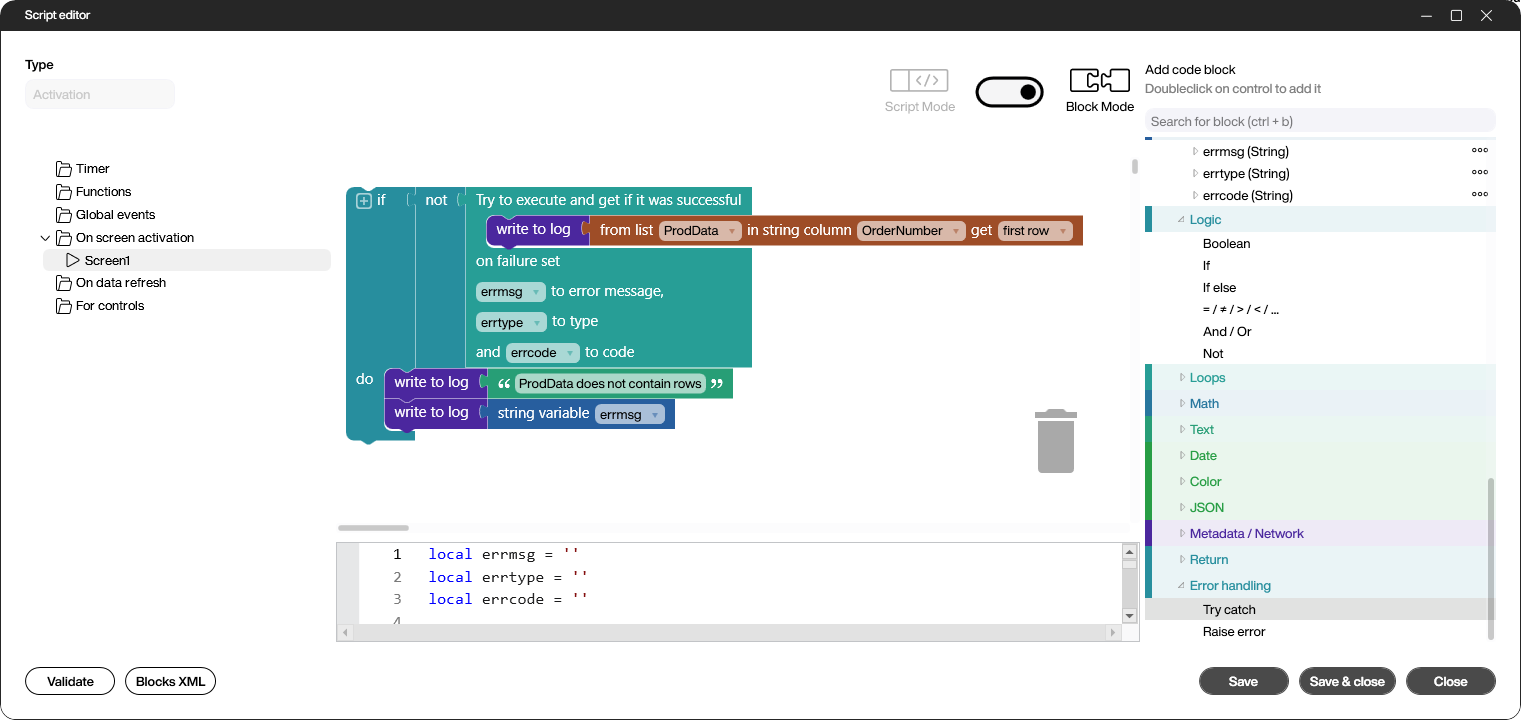 Script editor
Type
Activation
Script Mode
Block Mode
Timer
Functions
Global events
On screen activation
Screen1
On data refresh
For controls
if not Try to execute and get if it was successful
write to log from list ProdData in string column OrderNumber get first row
on failure set
errmsg to error message,
errtype to type
and errcode to code
do write to log “ ProdData does not contain rows ”
write to log string variable errmsg
1 local errmsg = ''
2 local errtype = ''
3 local errcode = ''
4
Add code block
Doubleclick on control to add it
Search for block (ctrl + b)
errmsg (String)
errtype (String)
errcode (String)
Logic
Boolean
If
If else
= / ≠ / > / < / ...
And / Or
Not
Loops
Math
Text
Date
Color
JSON
Metadata / Network
Return
Error handling
Try catch
Raise error
Validate
Blocks XML
Save
Save & close
Close